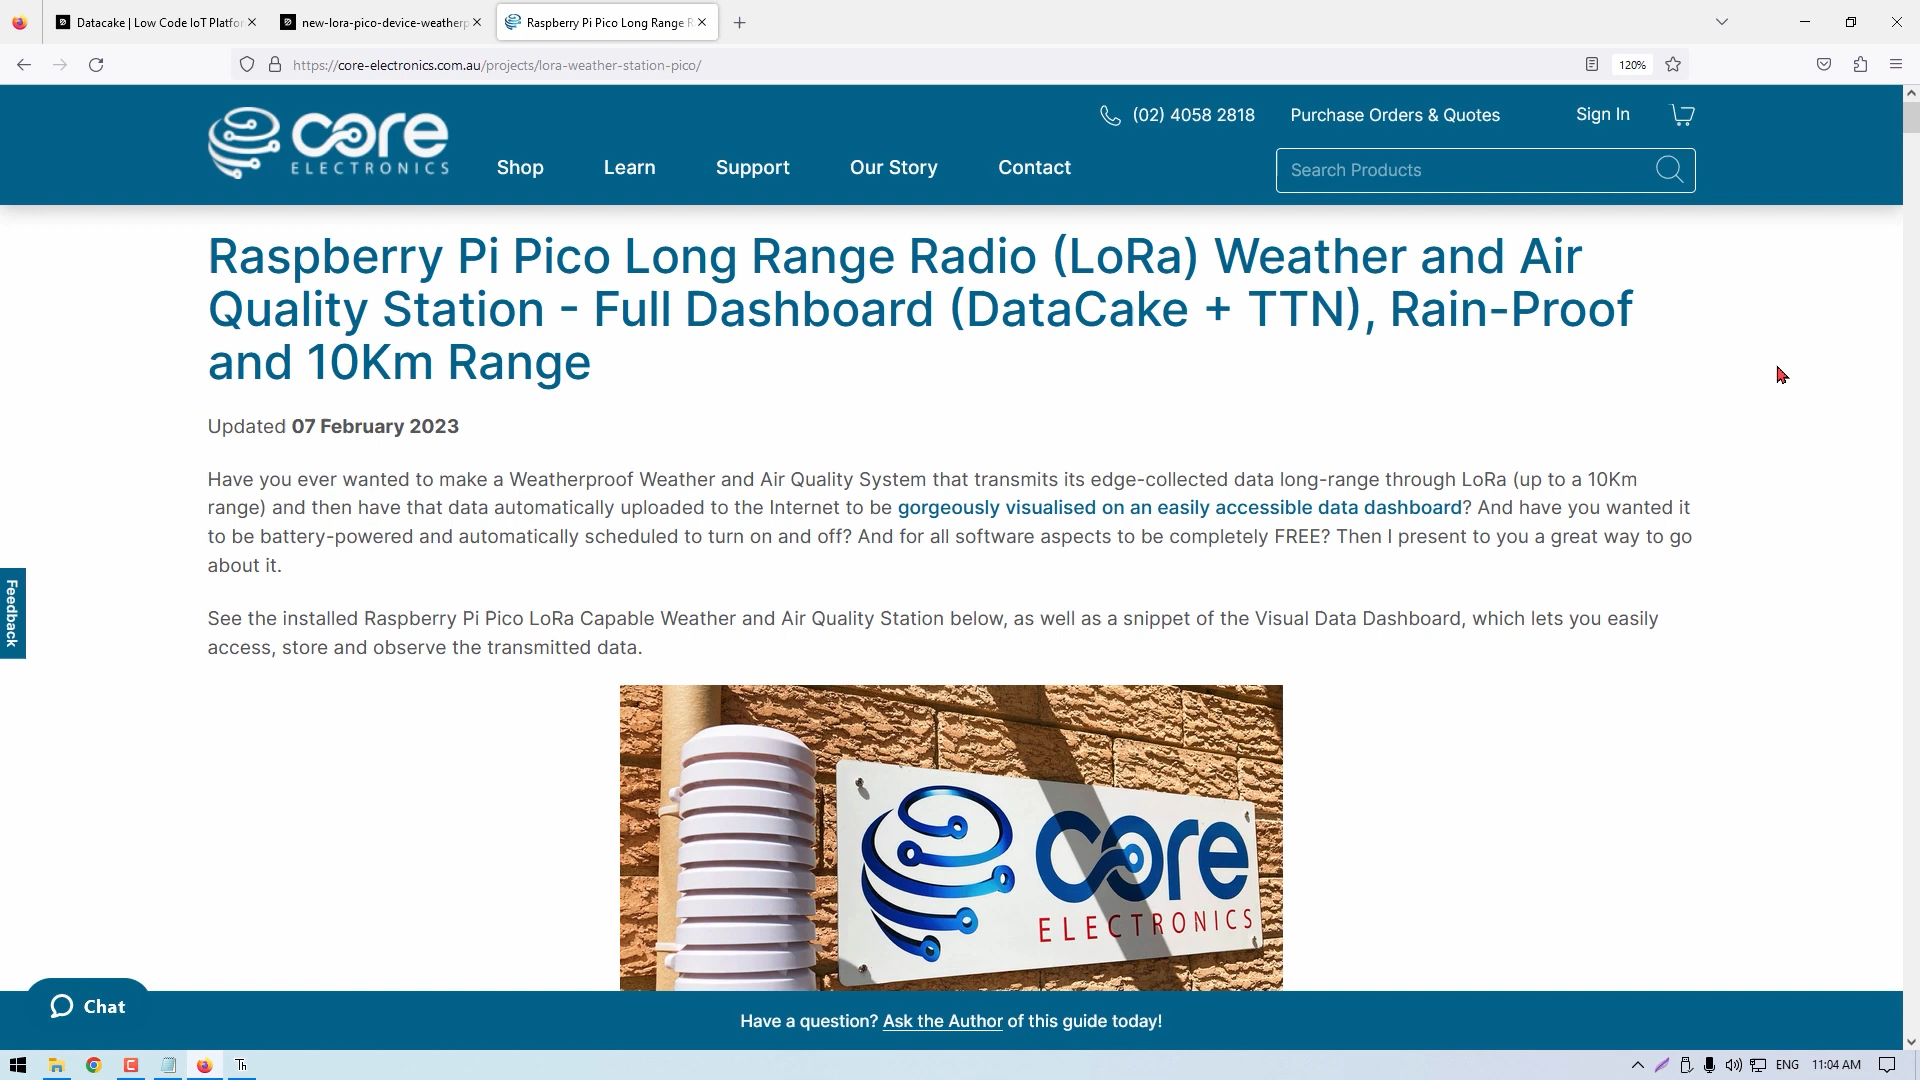 Datacake | Low Code IoT Platfor
new-lora-pico-device-weatherp
Raspberry Pi Pico Long Range R
https://core-electronics.com.au/projects/lora-weather-station-pico/
120%
core
ELECTRONICS
(02) 4058 2818
Purchase Orders & Quotes
Sign In
Shop
Learn
Support
Our Story
Contact
Search Products
Raspberry Pi Pico Long Range Radio (LoRa) Weather and Air
Quality Station - Full Dashboard (DataCake + TTN), Rain-Proof
and 10Km Range
Updated 07 February 2023
Have you ever wanted to make a Weatherproof Weather and Air Quality System that transmits its edge-collected data long-range through LoRa (up to a 10Km
range) and then have that data automatically uploaded to the Internet to be gorgeously visualised on an easily accessible data dashboard? And have you wanted it
to be battery-powered and automatically scheduled to turn on and off? And for all software aspects to be completely FREE? Then I present to you a great way to go
about it.
Feedback
See the installed Raspberry Pi Pico LoRa Capable Weather and Air Quality Station below, as well as a snippet of the Visual Data Dashboard, which lets you easily
access, store and observe the transmitted data.
core
ELECTRONICS
Chat
Have a question? Ask the Author of this guide today!
Th
ENG
11:04 AM